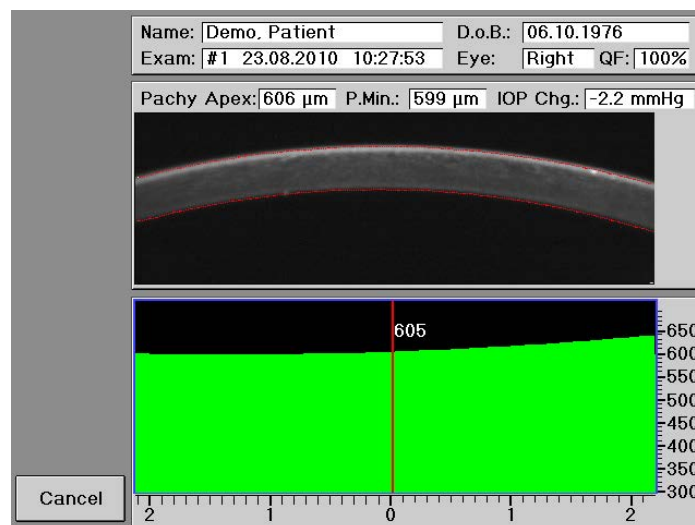 Name: Demo, Patient D.o.B.: 06.10.1976
Exam: #1 23.08.2010 10:27:53 Eye: Right QF: 100%
Pachy Apex: 606 µm P.Min.: 599 µm IOP Chg.: -2.2 mmHg
605
650
600
550
500
450
400
350
300
Cancel
2 1 0 1 2